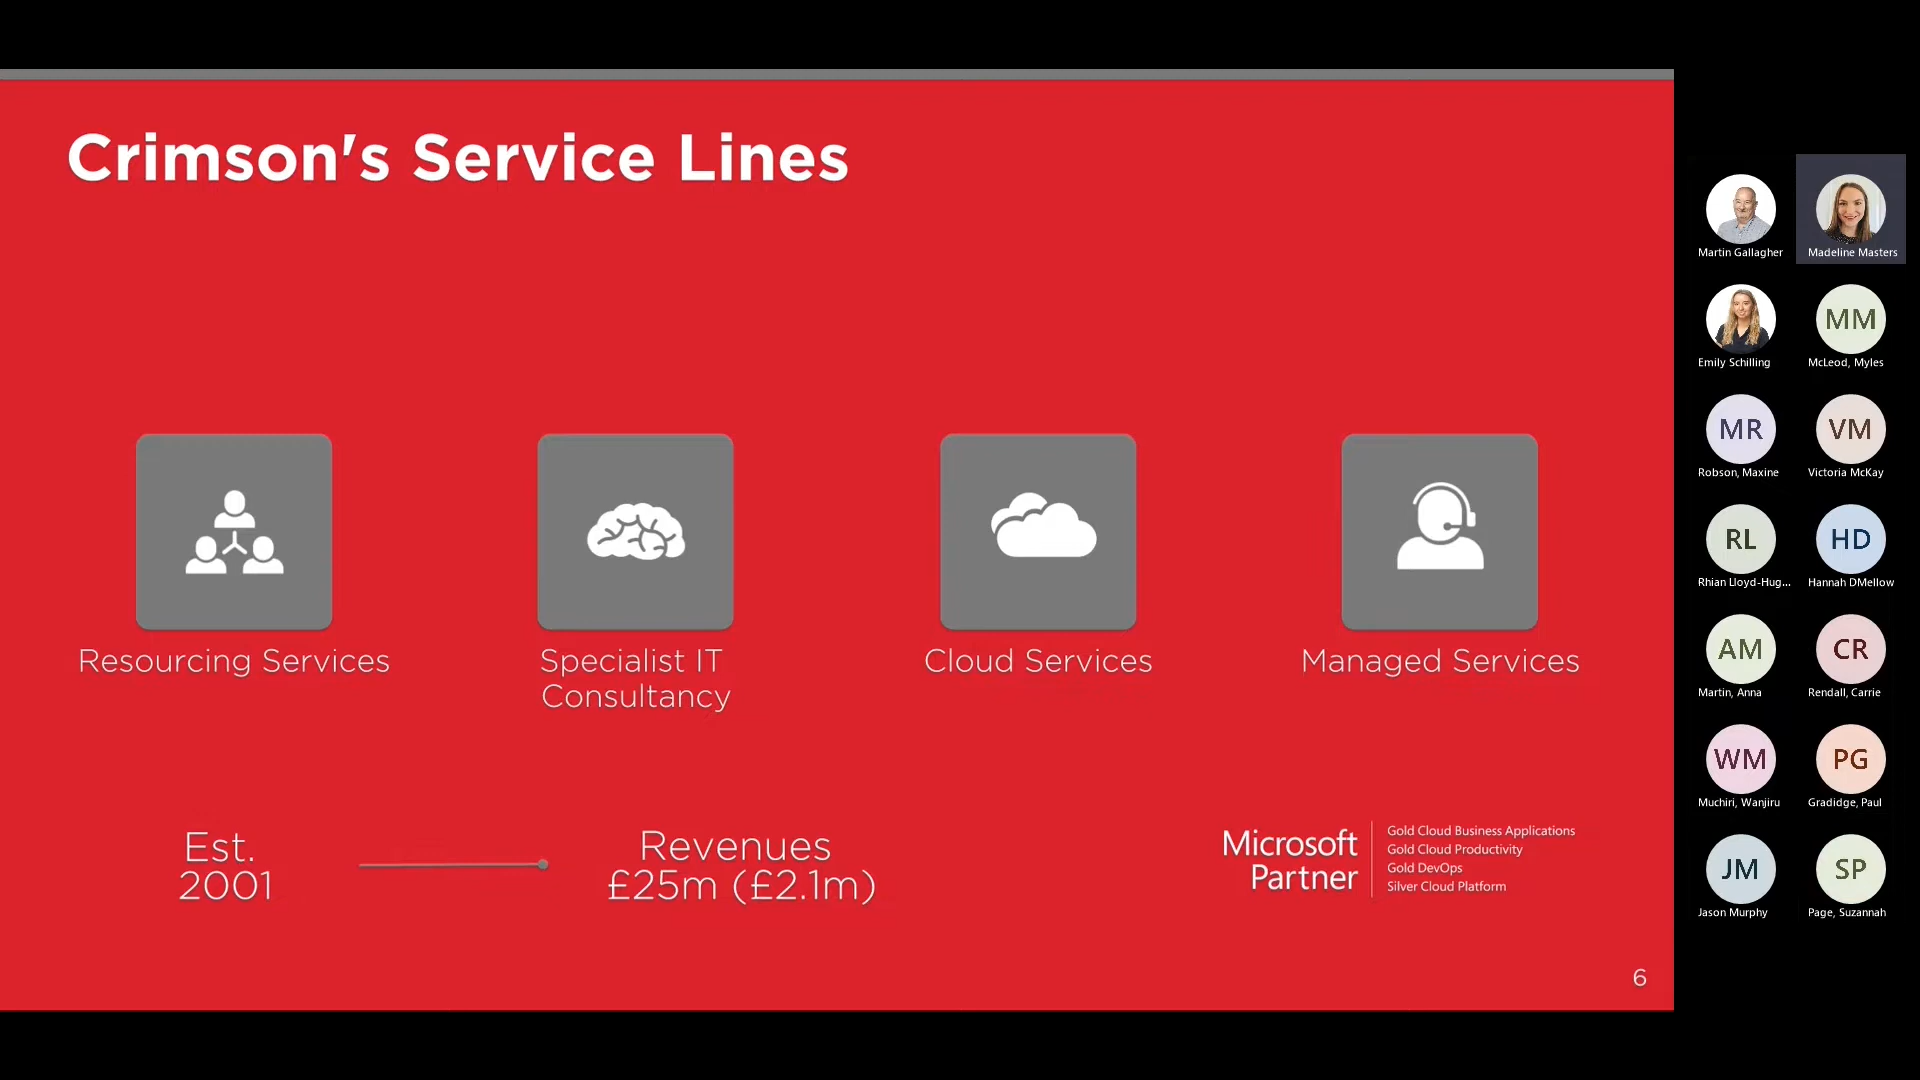 Crimson's Service Lines
Resourcing Services
Specialist IT
Consultancy
Cloud Services
Managed Services
Est.
2001
Revenues
£25m (£2.1m)
Microsoft
Partner
Gold Cloud Business Applications
Gold Cloud Productivity
Gold DevOps
Silver Cloud Platform
6
Martin Gallagher
Madeline Masters
Emily Schilling
MM
McLeod, Myles
MR
Robson, Maxine
VM
Victoria McKay
RL
Rhian Lloyd-Hug...
HD
Hannah DMellow
AM
Martin, Anna
CR
Rendall, Carrie
WM
Muchiri, Wanjiru
PG
Gradidge, Paul
JM
Jason Murphy
SP
Page, Suzannah